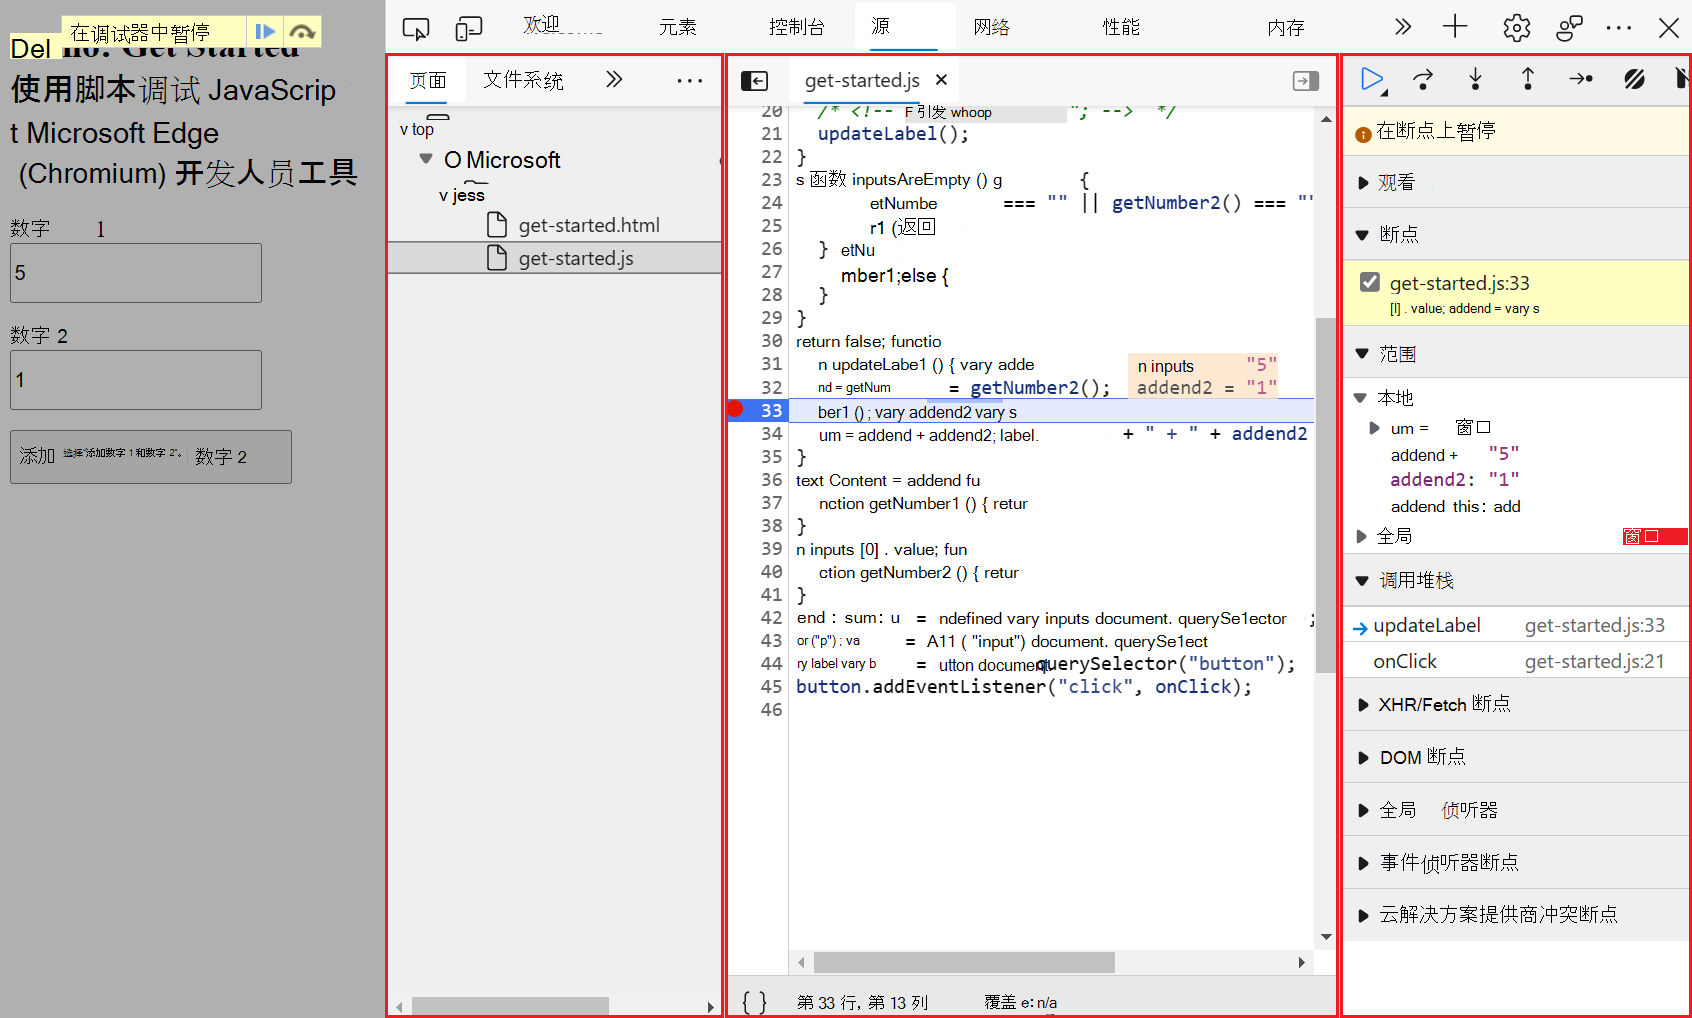 在调试器中暂停
Del no: Get Started
使用脚本调试 JavaScrip
t Microsoft Edge
(Chromium) 开发人员工具
数字 1
5
数字 2
1
添加 选择"添加数字 1 和数字 2"。 数字 2
欢迎 元素 控制台 源 网络 性能 内存
页面 文件系统
v top
O Microsoft
v jess
get-started.html
get-started.js
get-started.js
20 /* <!-- F 引发 whoop "; --> */
21 updateLabel();
22 }
23 s 函数 inputsAreEmpty () g {
24 etNumbe === "" || getNumber2() === "'
25 r1 (返回
26 } etNu
27 mber1;else {
28 }
29 }
30 return false; functio
31 n updateLabe1 () { vary adde n inputs "5"
32 nd = getNum = getNumber2(); addend2 = "1"
33 ber1 () ; vary addend2 vary s
34 um = addend + addend2; label. + " + " + addend2
35 }
36 text Content = addend fu
37 nction getNumber1 () { retur
38 }
39 n inputs [0] . value; fun
40 ction getNumber2 () { retur
41 }
42 end : sum: u = ndefined vary inputs document. querySe1ector ;
43 or ("p") ; va = A11 ( "input") document. querySe1ect
44 ry label vary b = utton document. querySelector("button");
45 button.addEventListener("click", onClick);
46
{ } 第 33 行, 第 13 列 覆盖 e: n/a
在断点上暂停
观看
断点
get-started.js:33
[l] . value; addend = vary s
范围
本地
um = 窗口
addend + "5"
addend2: "1"
addend this: add
全局 窗口
调用堆栈
updateLabel get-started.js:33
onClick get-started.js:21
XHR/Fetch 断点
DOM 断点
全局 侦听器
事件侦听器断点
云解决方案提供商冲突断点